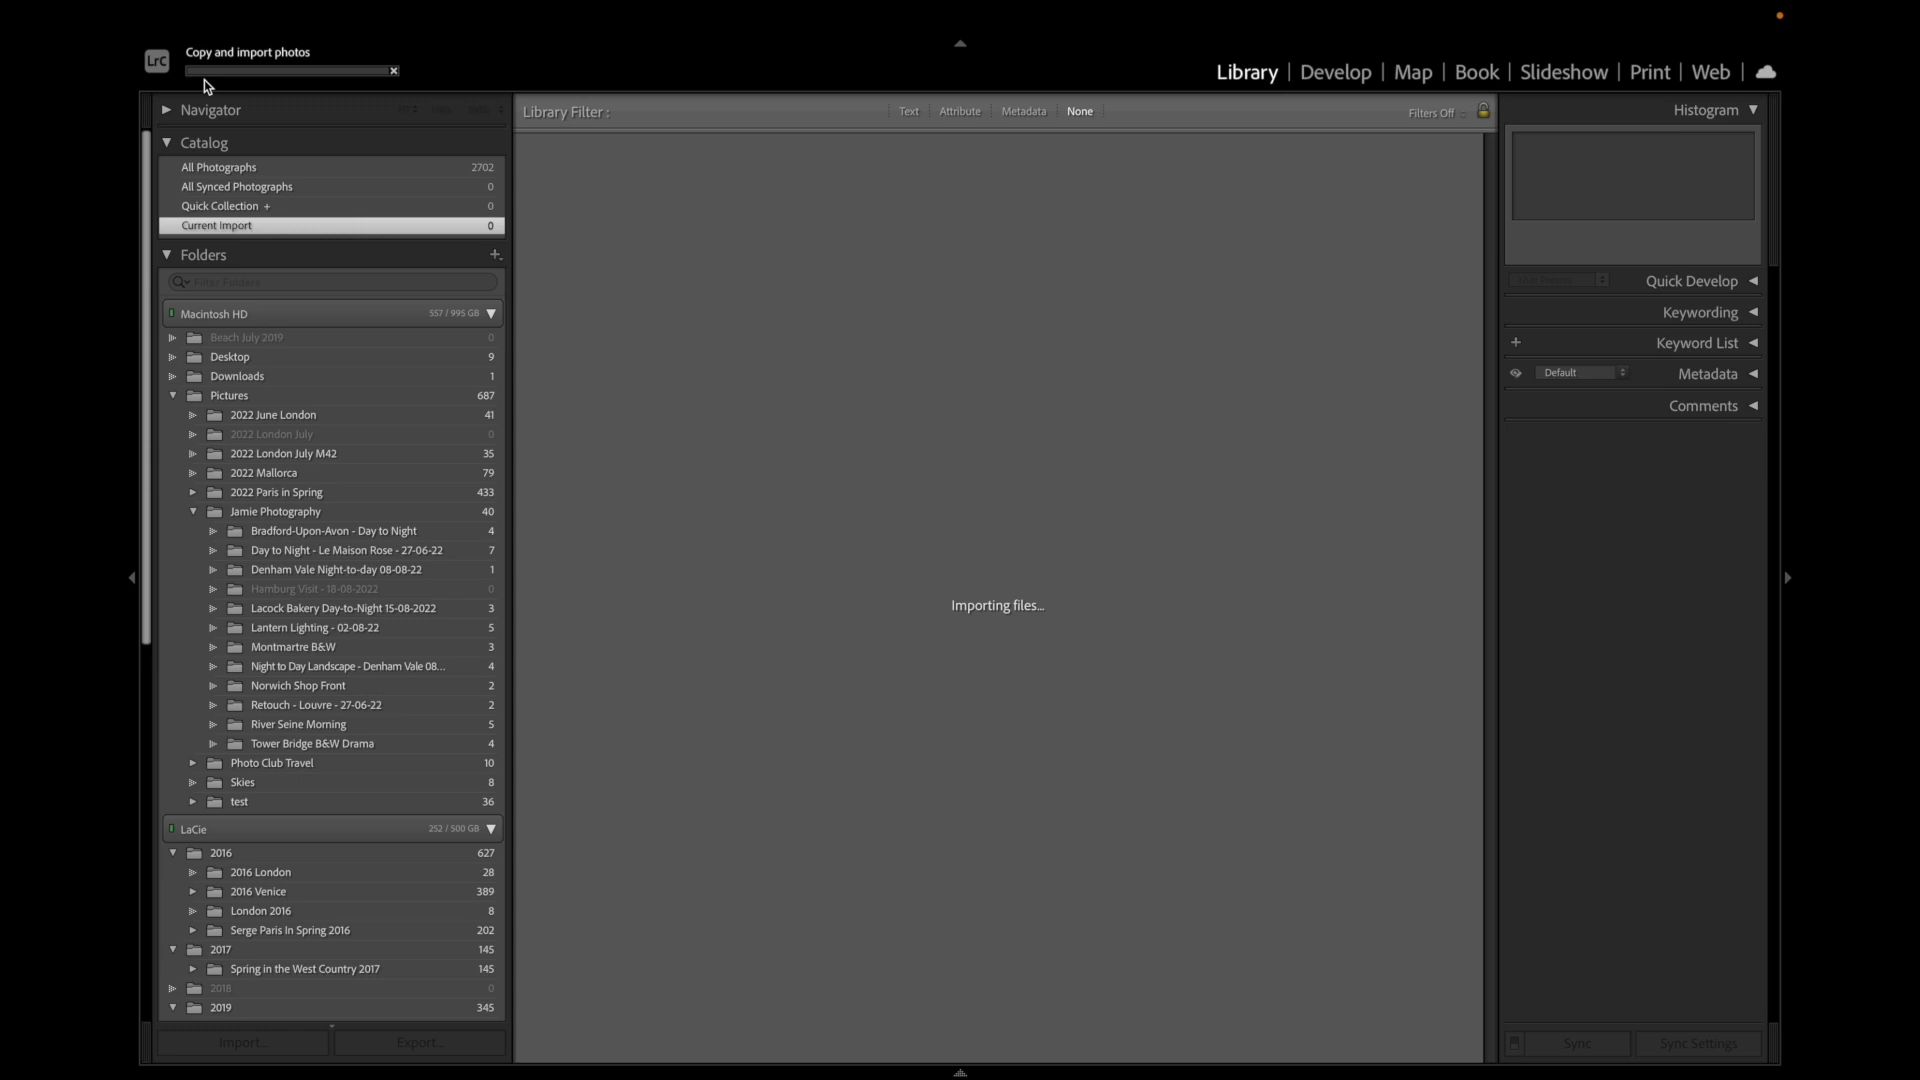 LrC
Copy and import photos
Library | Develop | Map | Book | Slideshow | Print | Web |
Navigator
Catalog
All Photographs 2702
All Synced Photographs 0
Quick Collection + 0
Current Import 0
Folders
Filter Folders
Macintosh HD 557 / 995 GB
Beach July 2019 0
Desktop 9
Downloads 1
Pictures 687
2022 June London 41
2022 London July 0
2022 London July M42 35
2022 Mallorca 79
2022 Paris in Spring 433
Jamie Photography 40
Bradford-Upon-Avon - Day to Night 4
Day to Night - Le Maison Rose - 27-06-22 7
Denham Vale Night-to-day 08-08-22 1
Hamburg Visit - 18-08-2022 0
Lacock Bakery Day-to-Night 15-08-2022 3
Lantern Lighting - 02-08-22 5
Montmartre B&W 3
Night to Day Landscape - Denham Vale 08... 4
Norwich Shop Front 2
Retouch - Louvre - 27-06-22 2
River Seine Morning 5
Tower Bridge B&W Drama 4
Photo Club Travel 10
Skies 8
test 36
LaCie 252 / 500 GB
2016 627
2016 London 28
2016 Venice 389
London 2016 8
Serge Paris In Spring 2016 202
2017 145
Spring in the West Country 2017 145
2018 0
2019 345
Import...
Export...
Library Filter :
Text Attribute Metadata None
Filters Off
Importing files...
Histogram
Quick Develop
Keywording
Keyword List
Default
Metadata
Comments
Sync
Sync Settings